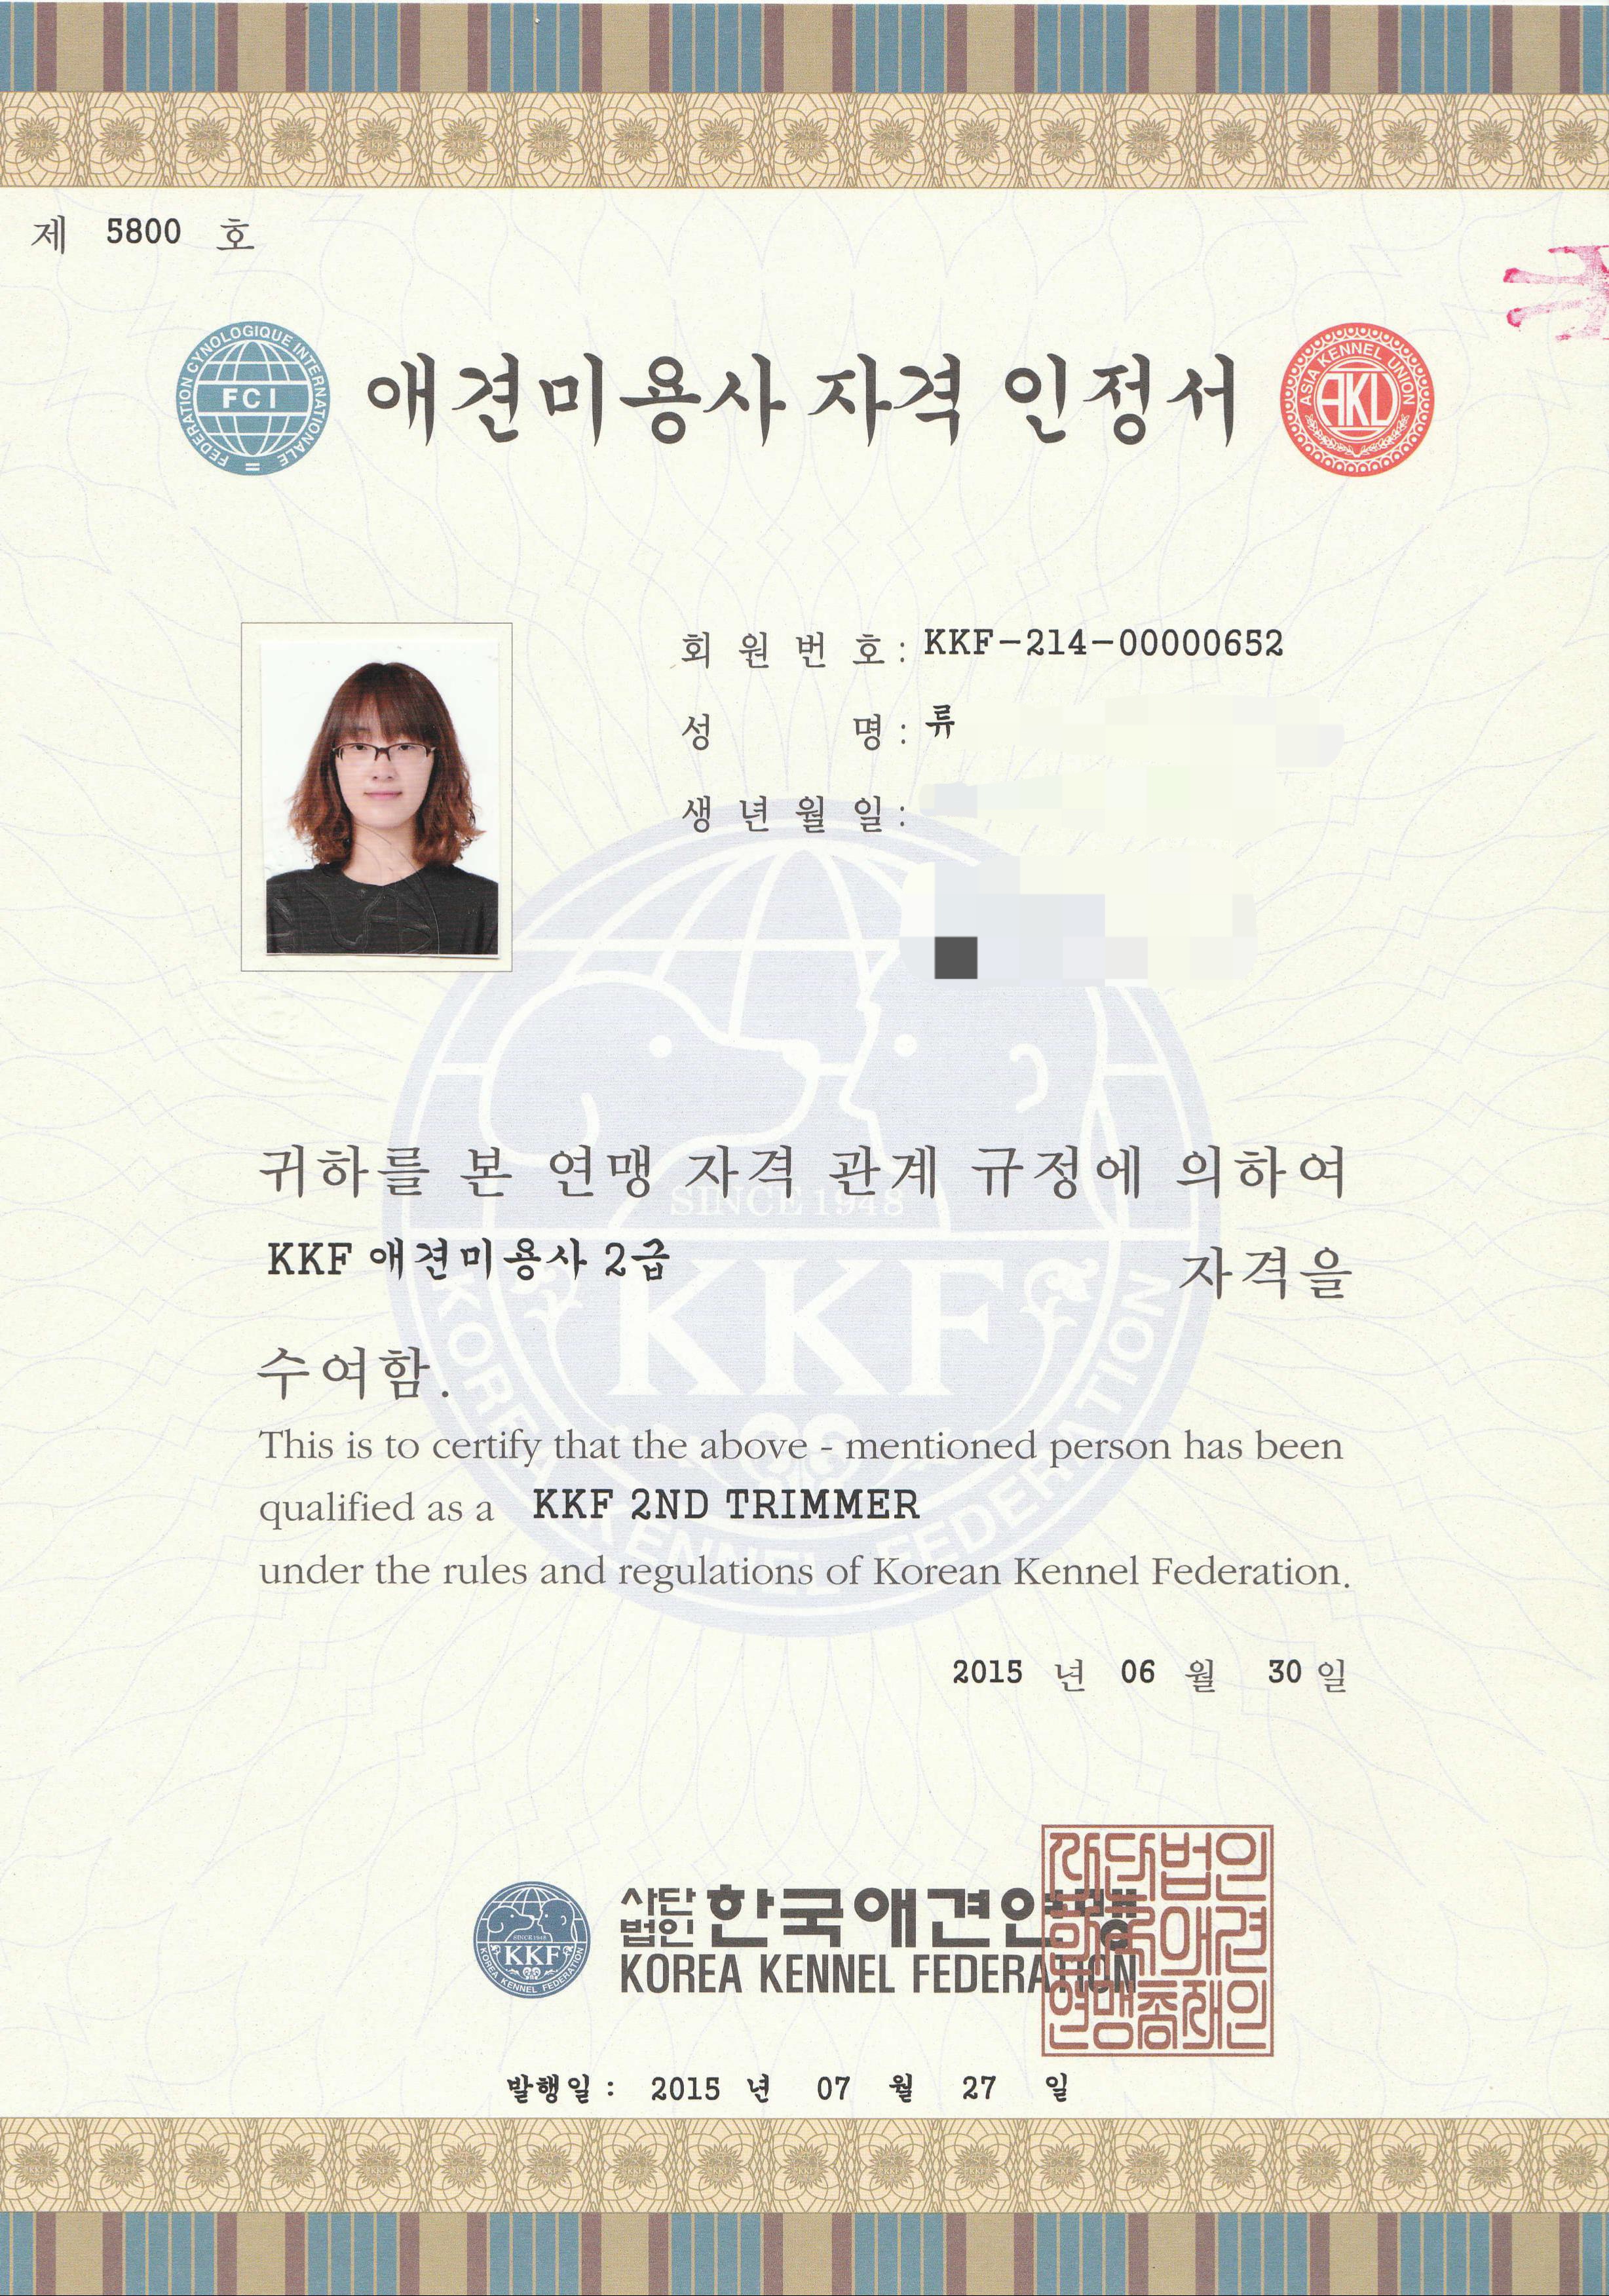 제 5800 호
FEDERATION CYNOLOGIQUE INTERNATIONALE
FCI
애견미용사 자격 인정서
ASIA KENNEL UNION
AKU
회 원 번 호 : KKF-214-00000652
성 명 : 류
생 년 월 일 :
귀하를 본 연맹 자격 관계 규정에 의하여
SINCE 1948
KKF 애견미용사 2급 자격을
KKF
수여함.
KOREA KENNEL FEDERATION
This is to certify that the above - mentioned person has been
qualified as a KKF 2ND TRIMMER
under the rules and regulations of Korean Kennel Federation.
2015 년 06 월 30 일
SINCE 1948
KKF
KOREA KENNEL FEDERATION
사단법인 한국애견연맹
KOREA KENNEL FEDERATION
사단법인
한국애견
연맹총재인
발행일 : 2015 년 07 월 27 일